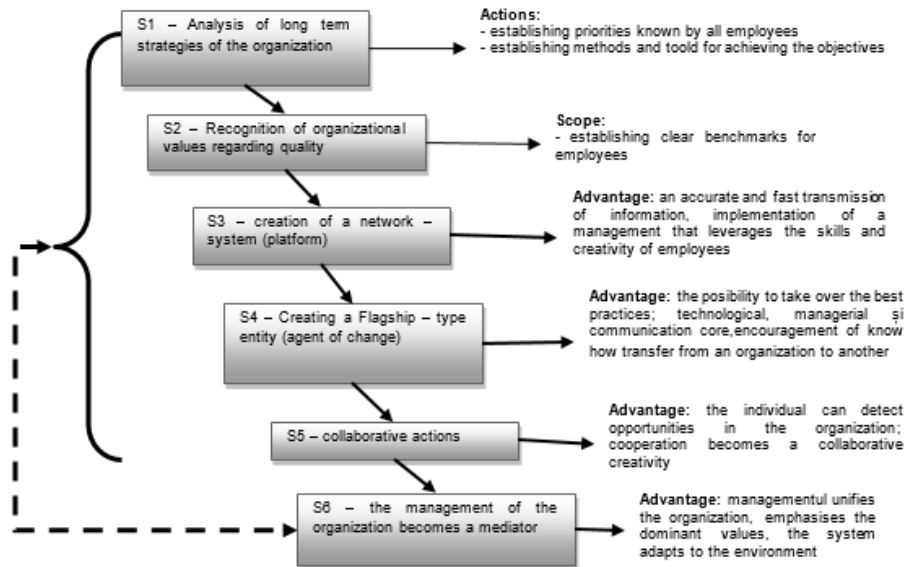 S1 – Analysis of long term
strategies of the organization
Actions:
- establishing priorities known by all employees
- establishing methods and toold for achieving the objectives
S2 – Recognition of organizational
values regarding quality
Scope:
- establishing clear benchmarks for
employees
S3 – creation of a network –
system (platform)
Advantage: an accurate and fast transmission
of information, implementation of a
management that leverages the skills and
creativity of employees
S4 – Creating a Flagship – type
entity (agent of change)
Advantage: the posibility to take over the best
practices; technological, managerial și
communication core,encouragement of know
how transfer from an organization to another
S5 – collaborative actions
Advantage: the individual can detect
opportunities in the organization;
cooperation becomes a collaborative
creativity
S6 – the management of the
organization becomes a mediator
Advantage: managementul unifies
the organization, emphasises the
dominant values, the system
adapts to the environment